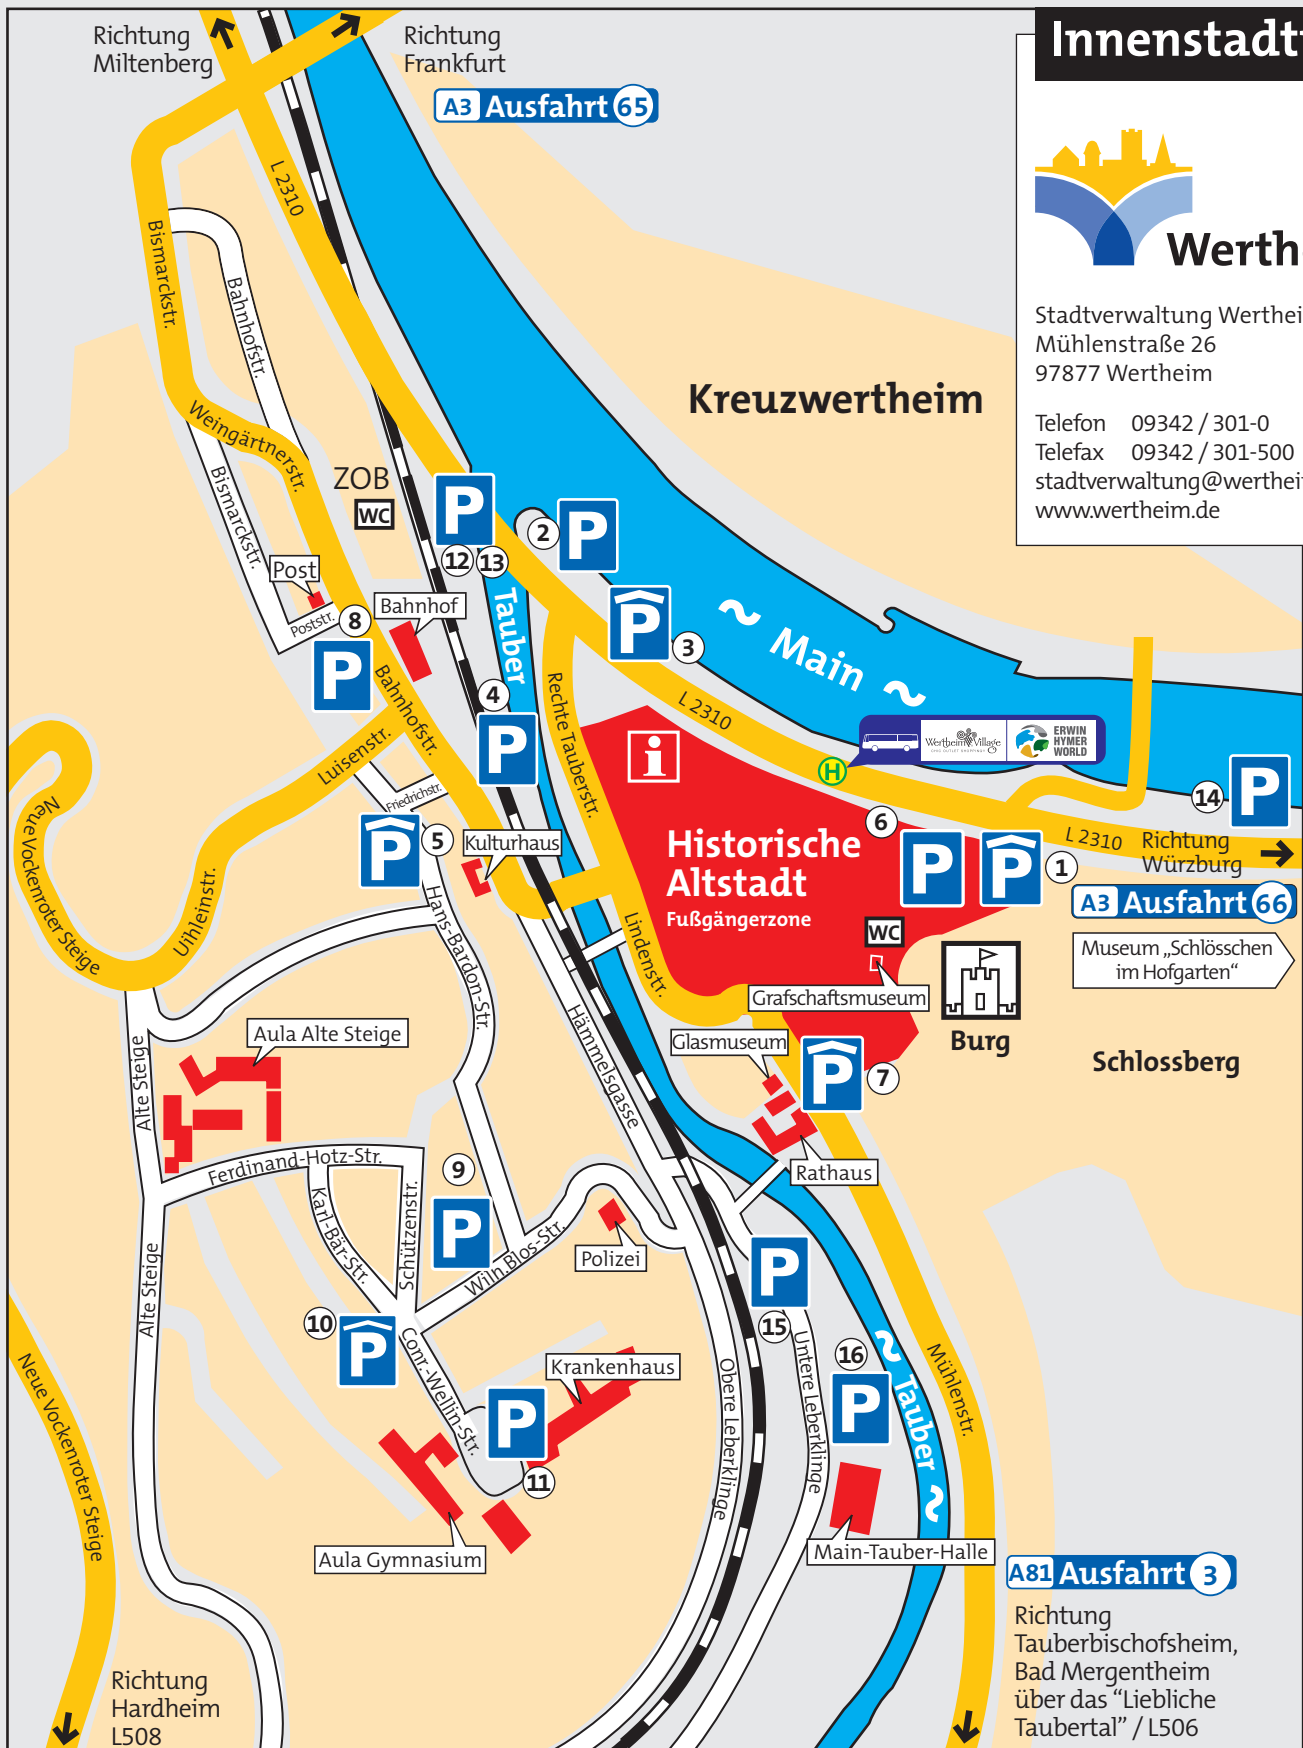 Richtung
Miltenberg
Richtung
Frankfurt
A3 Ausfahrt 65
Innenstadt
Werth
Stadtverwaltung Werthei
Mühlenstraße 26
97877 Wertheim
Telefon 09342 / 301-0
Telefax 09342 / 301-500
stadtverwaltung@werthei
www.wertheim.de
L 2310
Bismarckstr.
Bahnhofstr.
Weingärtnerstr.
Bismarckstr.
Kreuzwertheim
ZOB
WC
P
12 13
2
P
P
3
Post
Poststr.
8
P
Bahnhof
Tauber
~ Main ~
4
P
Bahnhofstr.
Rechte Tauberstr.
L 2310
Luisenstr.
Friedrichstr.
i
H
Wertheim Village
ERWIN
HYMER
WORLD
14
P
Neue Vockenroter Steige
Uihleinstr.
P
5
Kulturhaus
Historische
Altstadt
Fußgängerzone
6
P
P
1
L 2310
Richtung
Würzburg
A3 Ausfahrt 66
Museum „Schlösschen
im Hofgarten“
Hans-Bardon-Str.
Lindenstr.
WC
Grafschaftsmuseum
Burg
Schlossberg
Glasmuseum
P
7
Rathaus
Hämmelsgasse
Aula Alte Steige
Alte Steige
Ferdinand-Hotz-Str.
Karl-Bär-Str.
Schützenstr.
9
P
Wilh.Blos-Str.
Polizei
Alte Steige
10
P
Conr.-Wellin-Str.
Krankenhaus
P
11
Aula Gymnasium
P
15
16
P
Obere Leberklinge
Untere Leberklinge
~ Tauber ~
Mühlenstr.
Main-Tauber-Halle
Neue Vockenroter Steige
Richtung
Hardheim
L508
A81 Ausfahrt 3
Richtung
Tauberbischofsheim,
Bad Mergentheim
über das “Liebliche
Taubertal” / L506